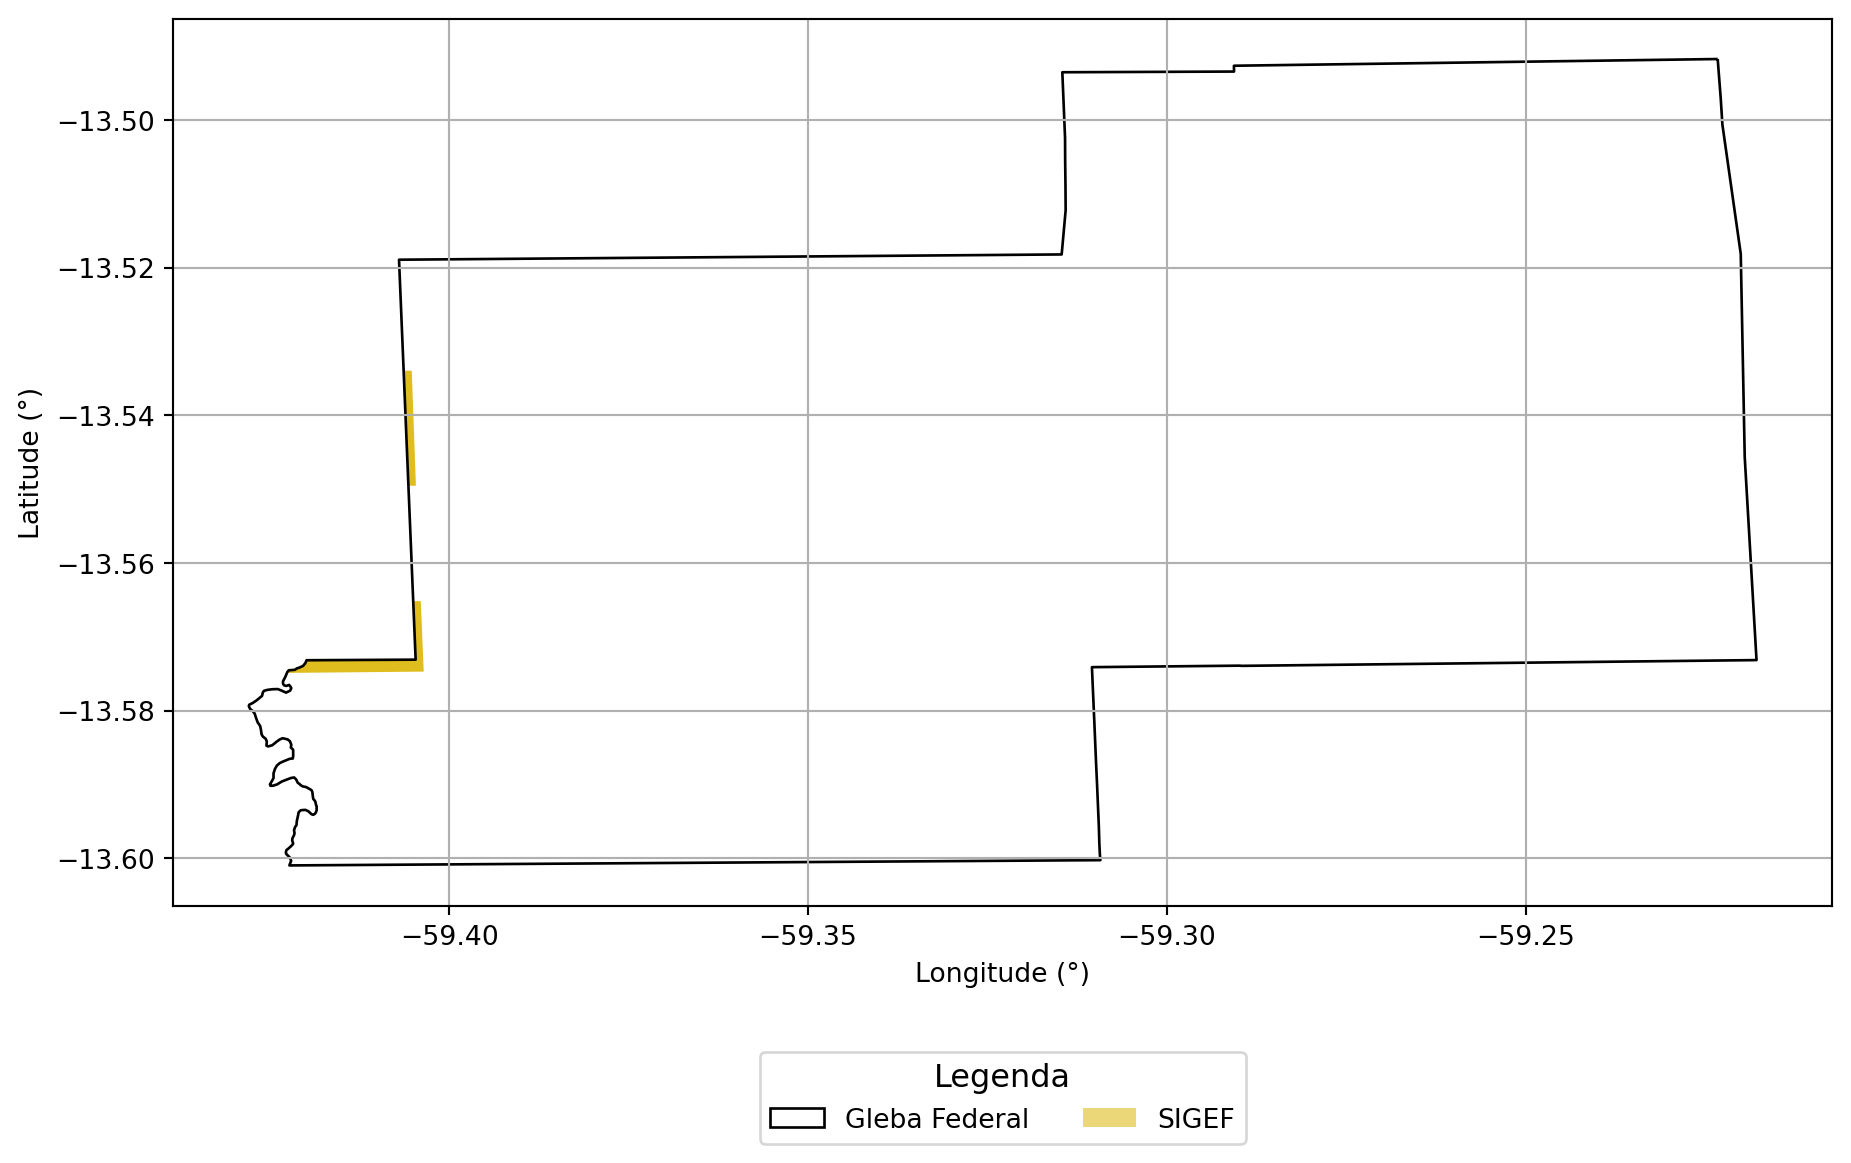 −13.50
−13.52
−13.54
−13.56
−13.58
−13.60
Latitude (°)
−59.40 −59.35 −59.30 −59.25
Longitude (°)
Legenda
Gleba Federal SIGEF